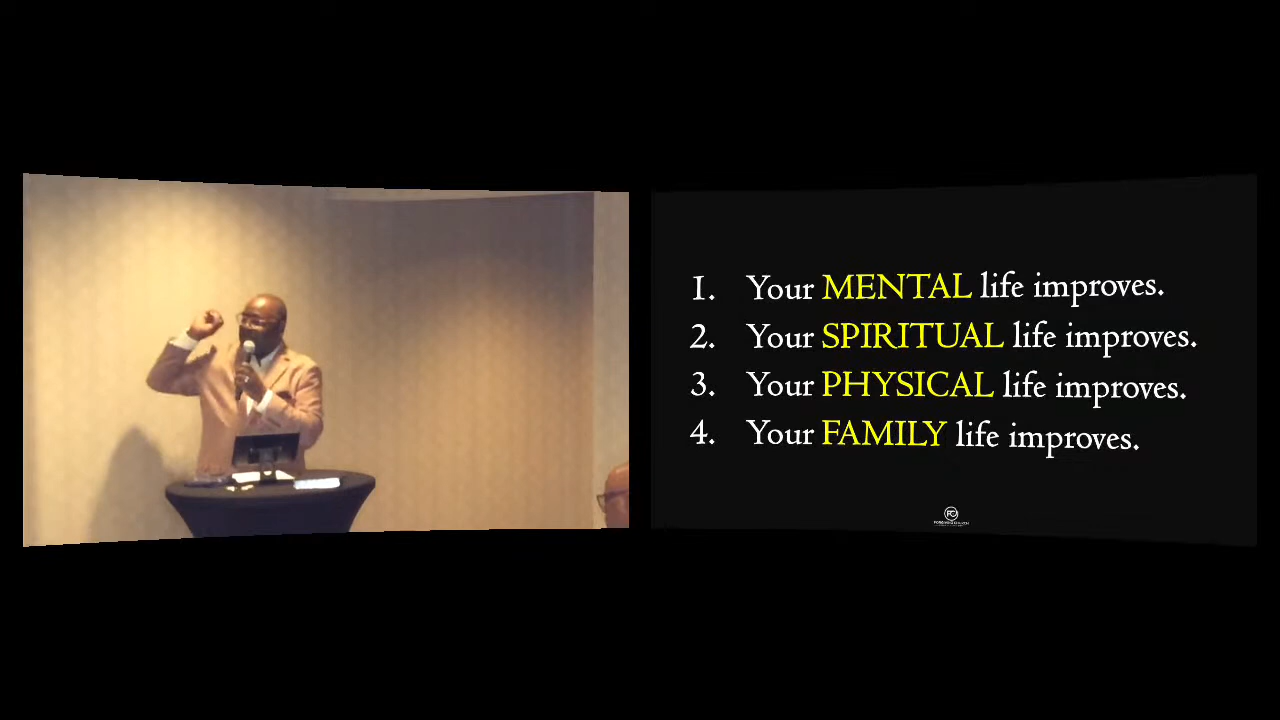 1. Your MENTAL life improves.
2. Your SPIRITUAL life improves.
3. Your PHYSICAL life improves.
4. Your FAMILY life improves.
FC